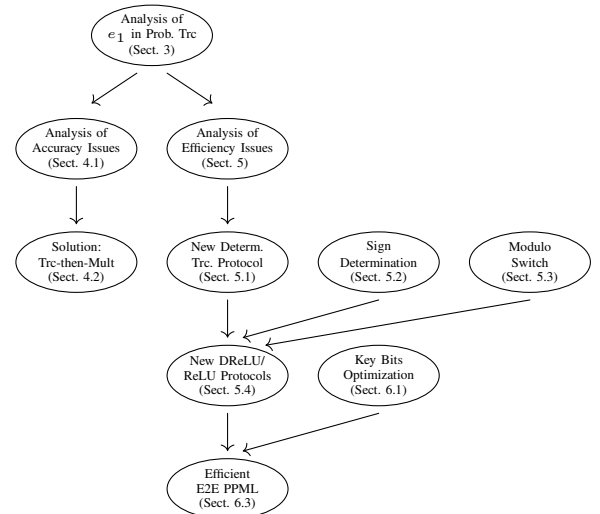 Analysis of
e₁ in Prob. Trc
(Sect. 3)
Analysis of
Accuracy Issues
(Sect. 4.1)
Analysis of
Efficiency Issues
(Sect. 5)
Solution:
Trc-then-Mult
(Sect. 4.2)
New Determ.
Trc. Protocol
(Sect. 5.1)
Sign
Determination
(Sect. 5.2)
Modulo
Switch
(Sect. 5.3)
New DReLU/
ReLU Protocols
(Sect. 5.4)
Key Bits
Optimization
(Sect. 6.1)
Efficient
E2E PPML
(Sect. 6.3)